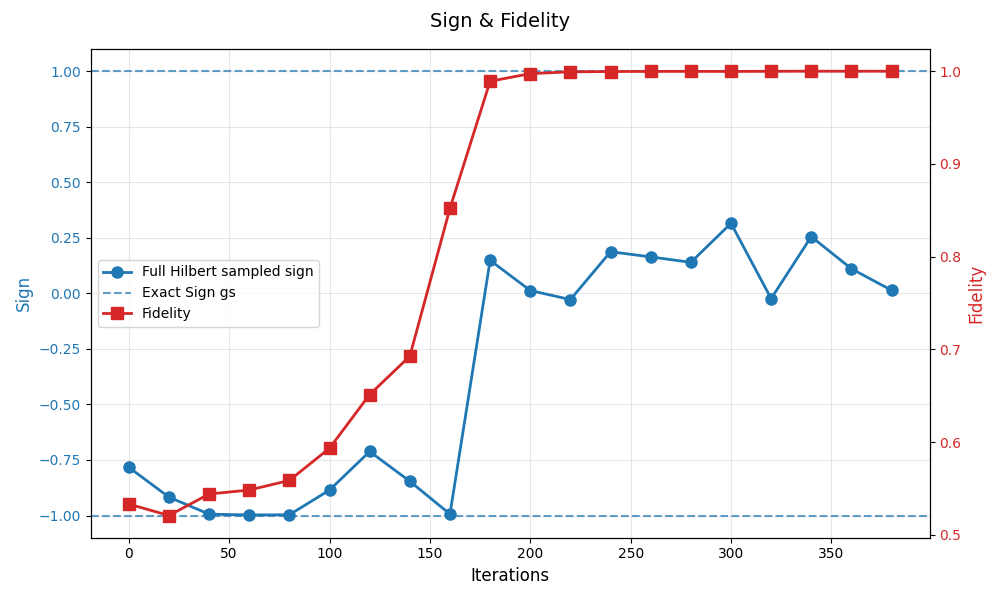 Sign & Fidelity
1.00
0.75
0.50
0.25
0.00
−0.25
−0.50
−0.75
−1.00
Sign
Full Hilbert sampled sign
Exact Sign gs
Fidelity
1.0
0.9
0.8
0.7
0.6
0.5
Fidelity
0 50 100 150 200 250 300 350
Iterations